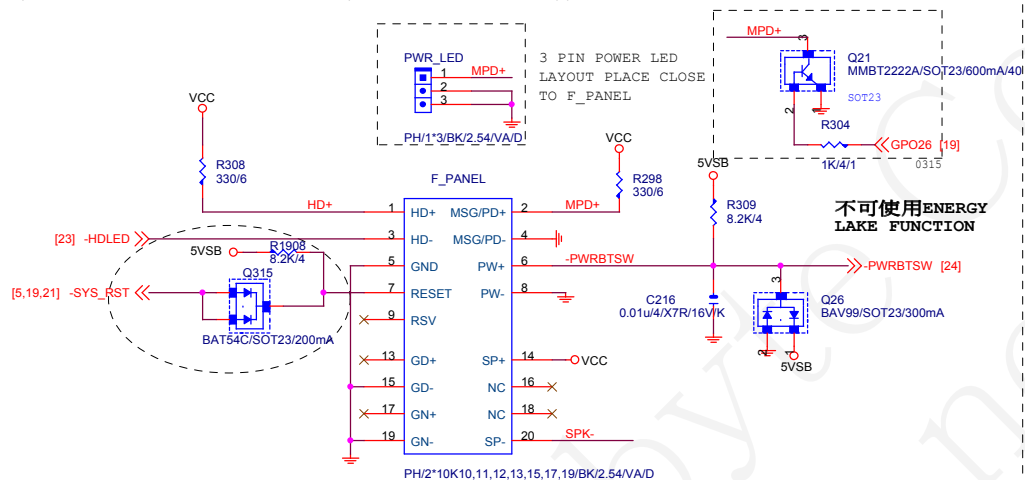 MPD+
3
Q21
MMBT2222A/SOT23/600mA/40
SOT23
2
1
R304
1K/4/1
GPO26 [19]
0315
PWR_LED
1
2
3
MPD+
PH/1*3/BK/2.54/VA/D
3 PIN POWER LED
LAYOUT PLACE CLOSE
TO F_PANEL
VCC
R308
330/6
HD+
VCC
R298
330/6
MPD+
5VSB
R309
8.2K/4
不可使用ENERGY
LAKE FUNCTION
[23] -HDLED
5VSB
R1908
8.2K/4
Q315
[5,19,21] -SYS_RST
BAT54C/SOT23/200mA
F_PANEL
1 HD+ MSG/PD+ 2
3 HD- MSG/PD- 4
5 GND PW+ 6
7 RESET PW- 8
9 RSV
13 GD+ SP+ 14
15 GD- NC 16
17 GN+ NC 18
19 GN- SP- 20
PH/2*10K10,11,12,13,15,17,19/BK/2.54/VA/D
-PWRBTSW
-PWRBTSW [24]
C216
0.01u/4/X7R/16V/K
3
Q26
BAV99/SOT23/300mA
2
1
5VSB
VCC
SPK-